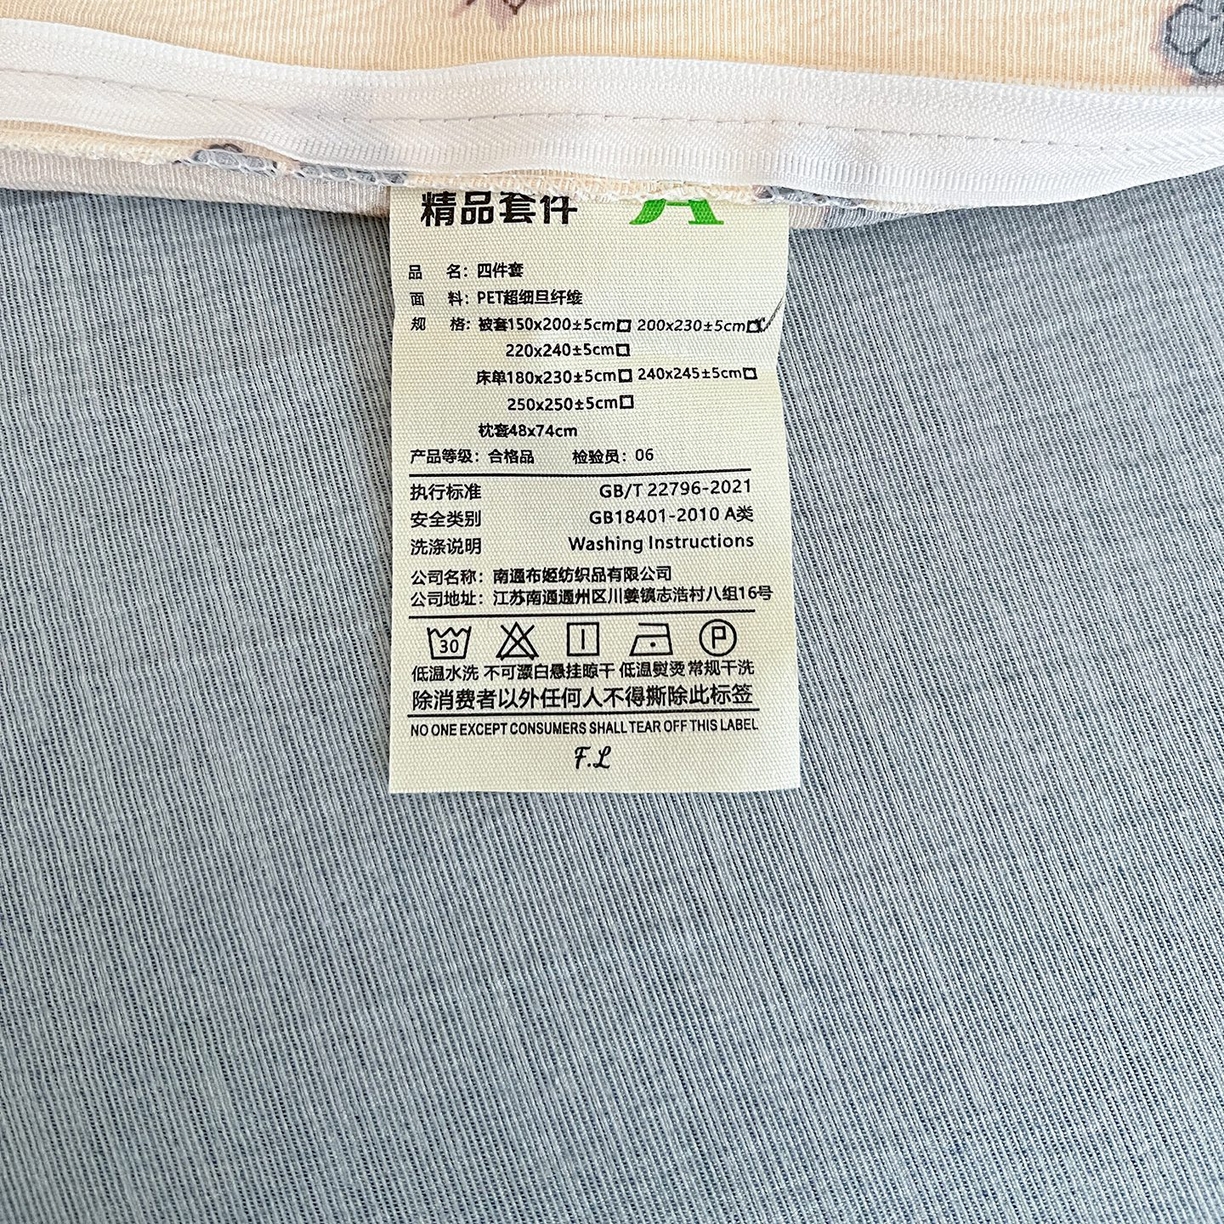 精品套件 A
品 名：四件套
面 料：PET超细旦纤维
规 格：被套150x200±5cm□ 200x230±5cm□
220x240±5cm□
床单180x230±5cm□ 240x245±5cm□
250x250±5cm□
枕套48x74cm
产品等级：合格品 检验员：06
执行标准 GB/T 22796-2021
安全类别 GB18401-2010 A类
洗涤说明 Washing Instructions
公司名称：南通布姬纺织品有限公司
公司地址：江苏南通通州区川姜镇志浩村八组16号
30 P
低温水洗 不可漂白 悬挂晾干 低温熨烫 常规干洗
除消费者以外任何人不得撕除此标签
NO ONE EXCEPT CONSUMERS SHALL TEAR OFF THIS LABEL
F.L